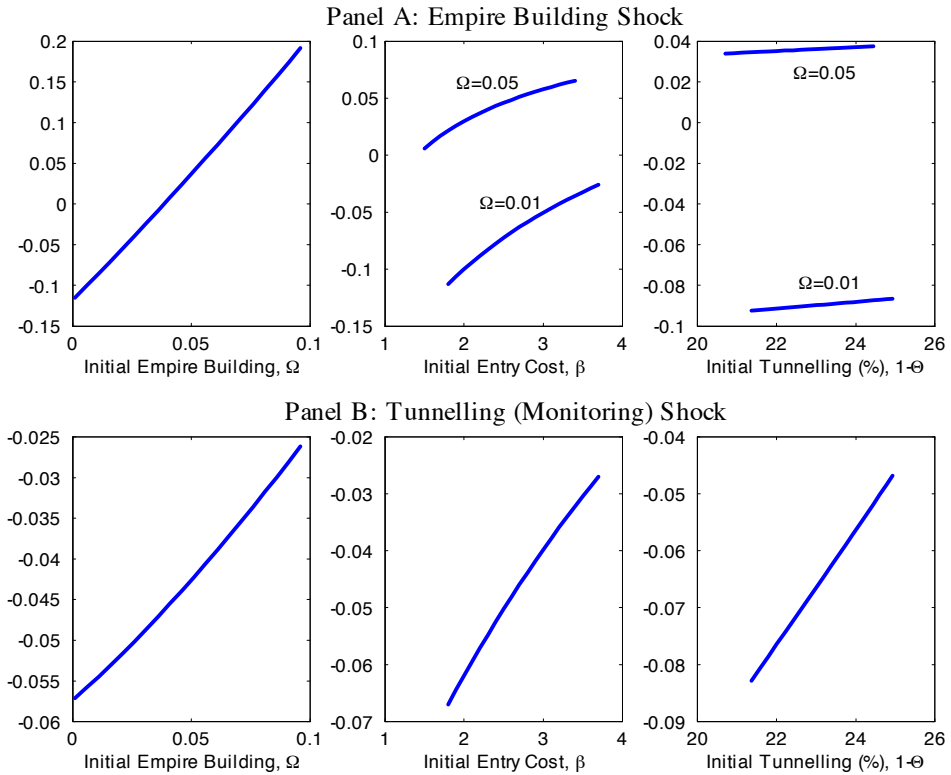 Panel A: Empire Building Shock
0.2
0.15
0.1
0.05
0
-0.05
-0.1
-0.15
0 0.05 0.1
Initial Empire Building, Ω
0.1
0.05
0
-0.05
-0.1
-0.15
Ω=0.05
Ω=0.01
1 2 3 4
Initial Entry Cost, β
0.04
0.02
0
-0.02
-0.04
-0.06
-0.08
-0.1
Ω=0.05
Ω=0.01
20 22 24 26
Initial Tunnelling (%), 1-Θ
Panel B: Tunnelling (Monitoring) Shock
-0.025
-0.03
-0.035
-0.04
-0.045
-0.05
-0.055
-0.06
0 0.05 0.1
Initial Empire Building, Ω
-0.02
-0.03
-0.04
-0.05
-0.06
-0.07
1 2 3 4
Initial Entry Cost, β
-0.04
-0.05
-0.06
-0.07
-0.08
-0.09
20 22 24 26
Initial Tunnelling (%), 1-Θ